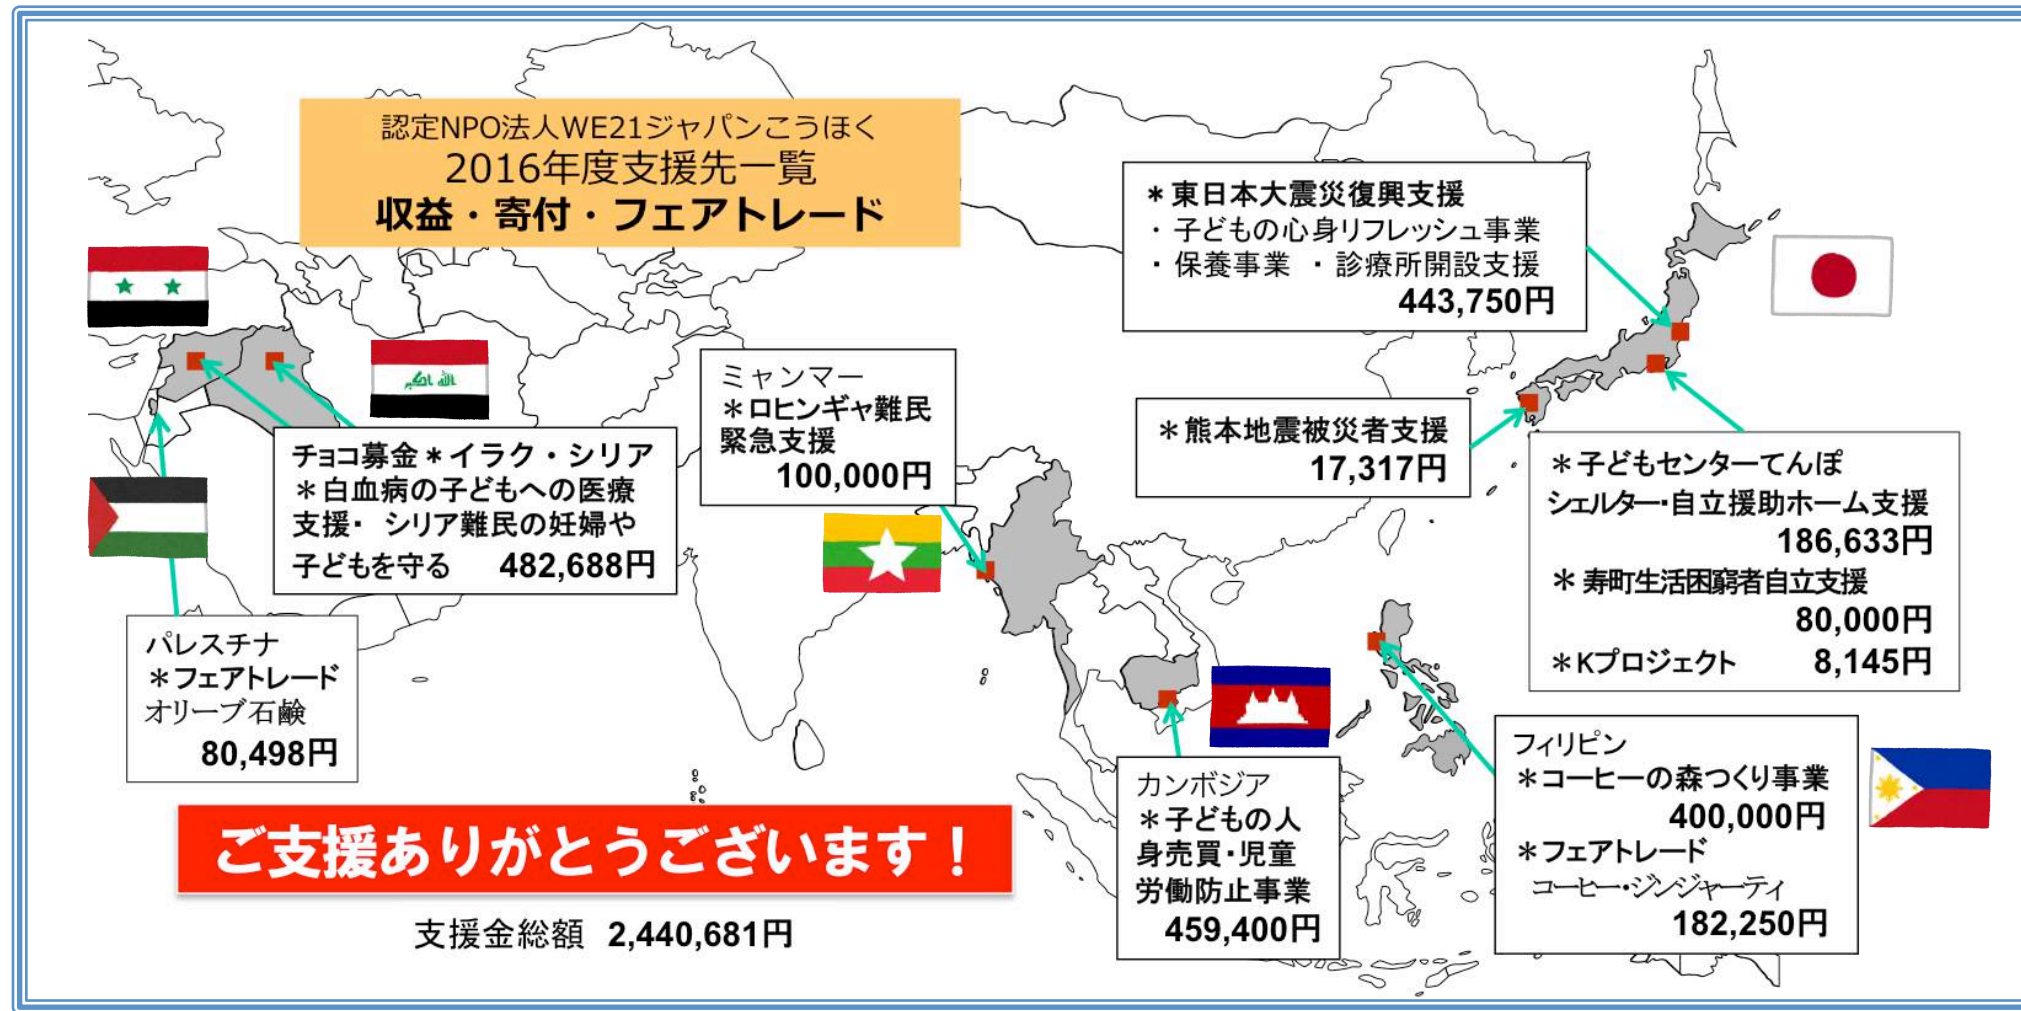 認定NPO法人WE21ジャパンこうほく
2016年度支援先一覧
収益・寄付・フェアトレード
＊東日本大震災復興支援
・子どもの心身リフレッシュ事業
・保養事業 ・診療所開設支援
443,750円
ミャンマー
＊ロヒンギャ難民
緊急支援
100,000円
＊熊本地震被災者支援
17,317円
チョコ募金＊イラク・シリア
＊白血病の子どもへの医療
支援・ シリア難民の妊婦や
子どもを守る 482,688円
＊子どもセンターてんぽ
シェルター・自立援助ホーム支援
186,633円
＊寿町生活困窮者自立支援
80,000円
＊Kプロジェクト 8,145円
パレスチナ
＊フェアトレード
オリーブ石鹸
80,498円
カンボジア
＊子どもの人
身売買・児童
労働防止事業
459,400円
フィリピン
＊コーヒーの森つくり事業
400,000円
＊フェアトレード
コーヒー・ジンジャーティ
182,250円
ご支援ありがとうございます！
支援金総額 2,440,681円